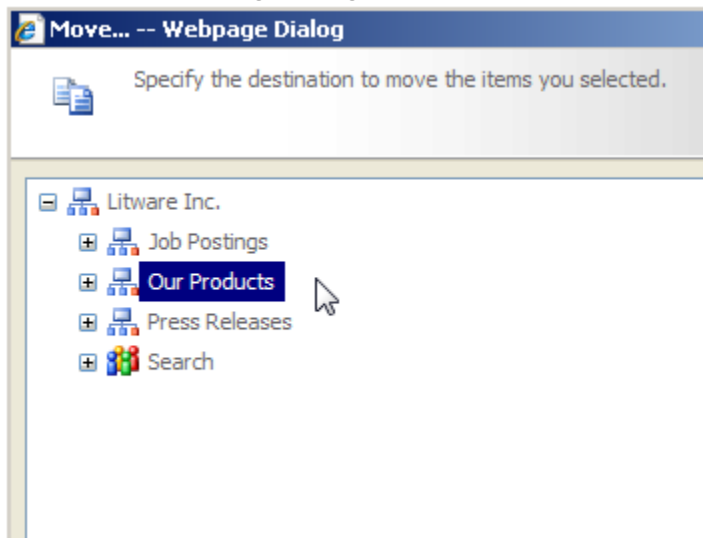 Move... -- Webpage Dialog
Specify the destination to move the items you selected.
Litware Inc.
Job Postings
Our Products
Press Releases
Search